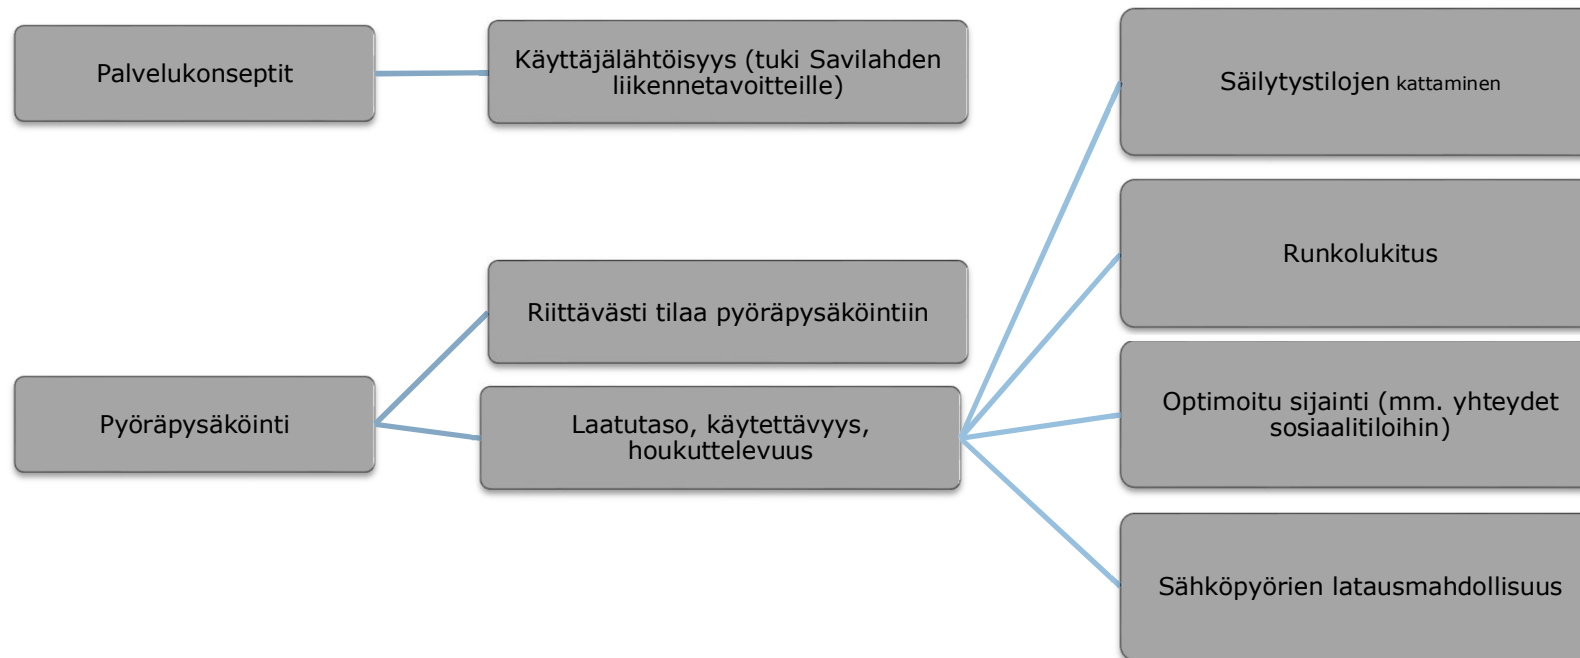 Palvelukonseptit
Käyttäjälähtöisyys (tuki Savilahden
liikennetavoitteille)
Pyöräpysäköinti
Riittävästi tilaa pyöräpysäköintiin
Laatutaso, käytettävyys,
houkuttelevuus
Säilytystilojen kattaminen
Runkolukitus
Optimoitu sijainti (mm. yhteydet
sosiaalitiloihin)
Sähköpyörien latausmahdollisuus